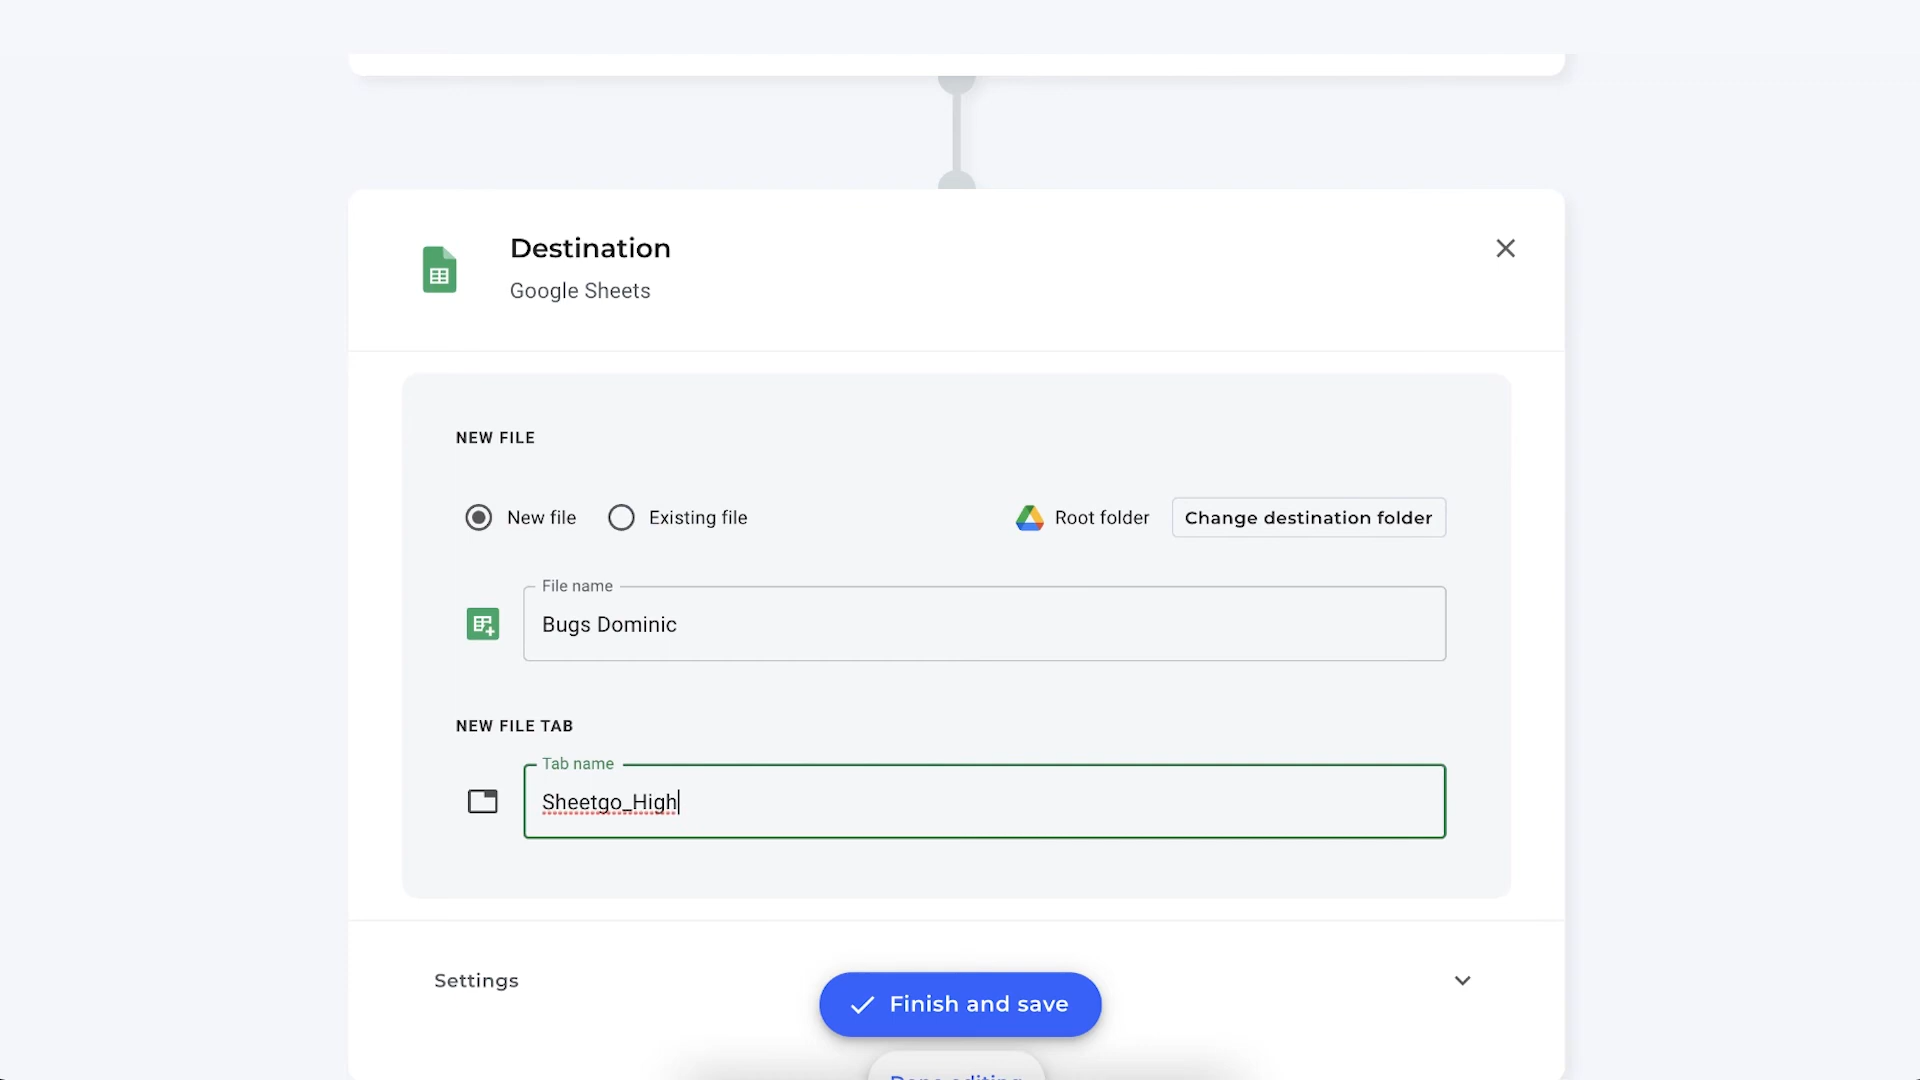 Destination
Google Sheets
NEW FILE
New file Existing file Root folder Change destination folder
File name
Bugs Dominic
NEW FILE TAB
Tab name
Sheetgo_High
Settings
Finish and save
Done editing